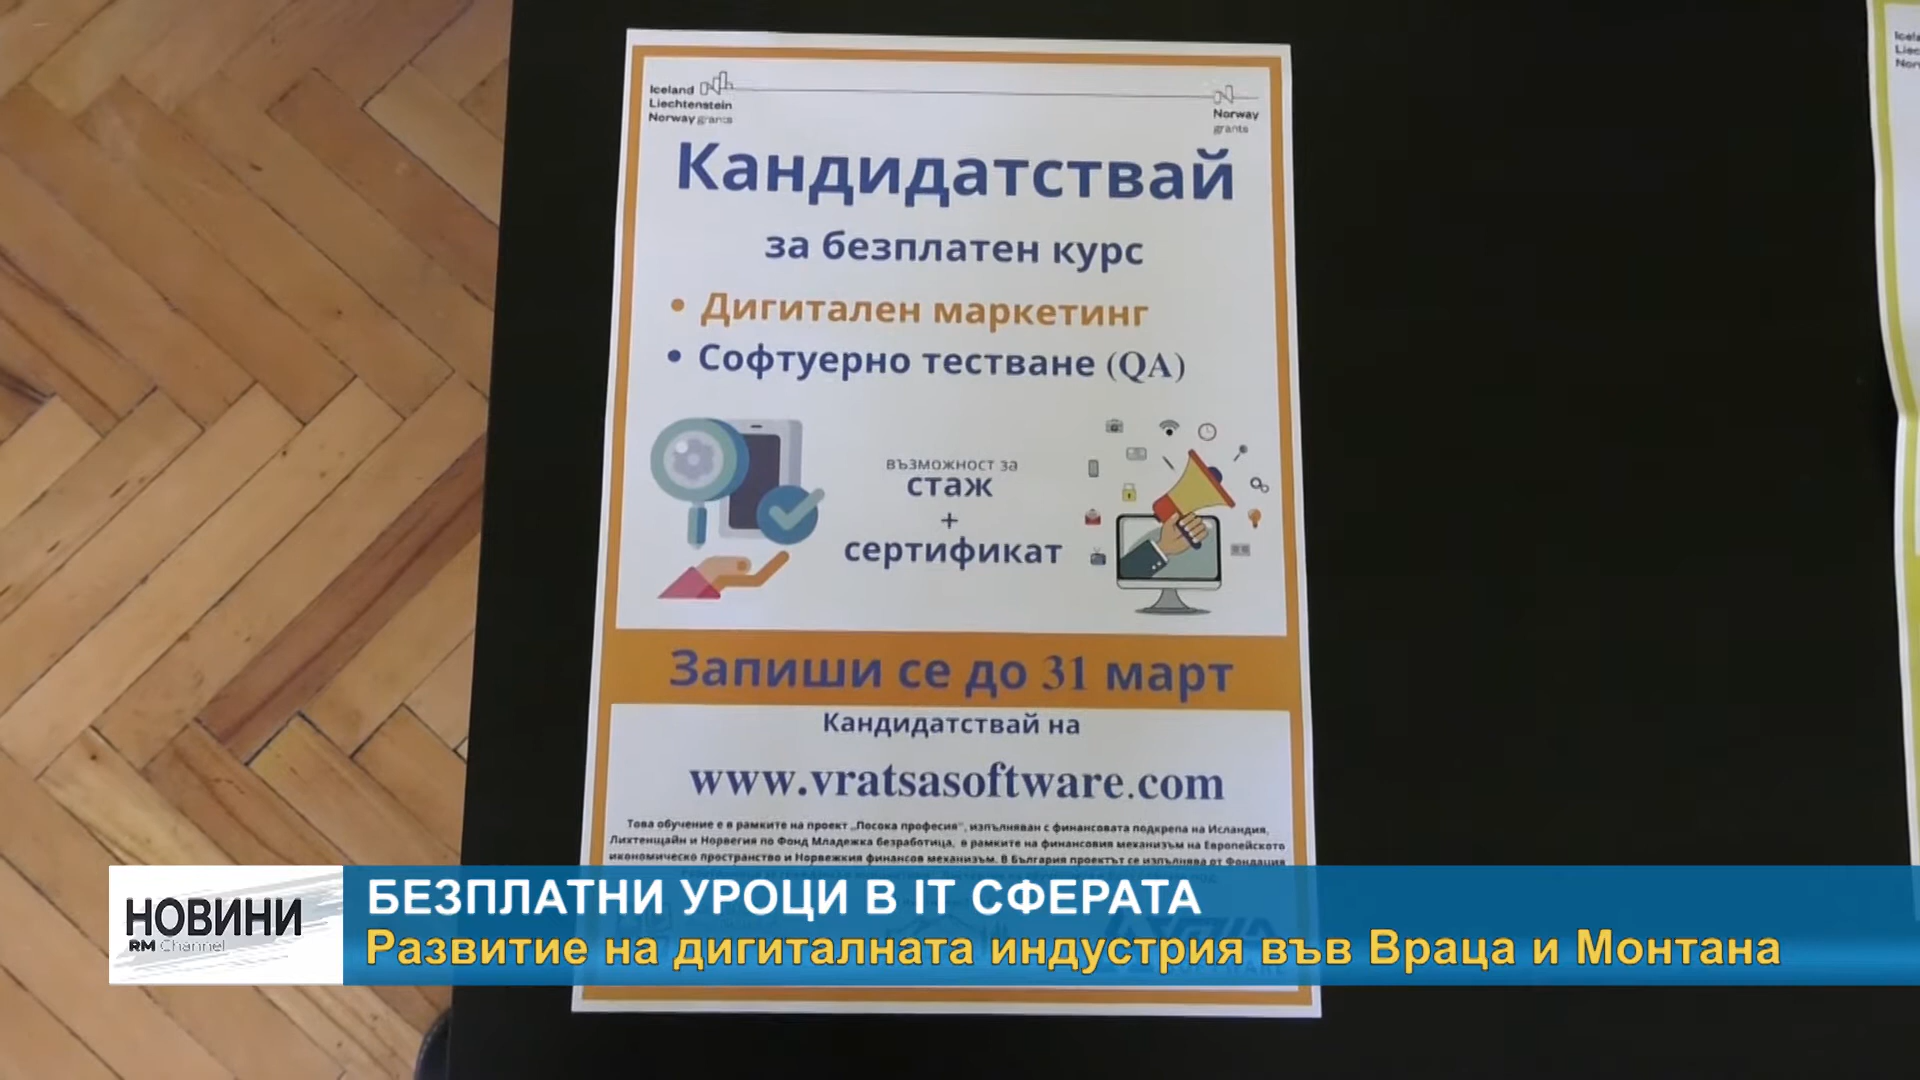 Iceland
Liechtenstein
Norway grants
Norway
grants
Кандидатствай
за безплатен курс
• Дигитален маркетинг
• Софтуерно тестване (QA)
възможност за
стаж
+
сертификат
Запиши се до 31 март
Кандидатствай на
www.vratsasoftware.com
Това обучение е в рамките на проект „Посока професия", изпълняван с финансовата подкрепа на Исландия,
Лихтенщайн и Норвегия по Фонд Младежка безработица, в рамките на финансовия механизъм на Европейското
икономическо пространство и Норвежкия финансов механизъм. В България проектът се изпълнява от Фондация
НОВИНИ
RM Channel
БЕЗПЛАТНИ УРОЦИ В IT СФЕРАТА
Развитие на дигиталната индустрия във Враца и Монтана